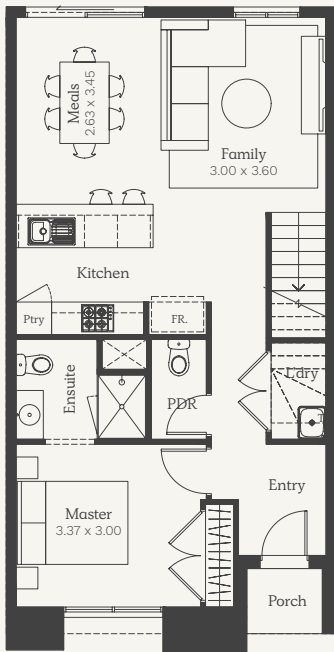 Meals
2.63 x 3.45
Family
3.00 x 3.60
Kitchen
Ptry
FR.
Ensuite
PDR
Ldry
Master
3.37 x 3.00
Entry
Porch